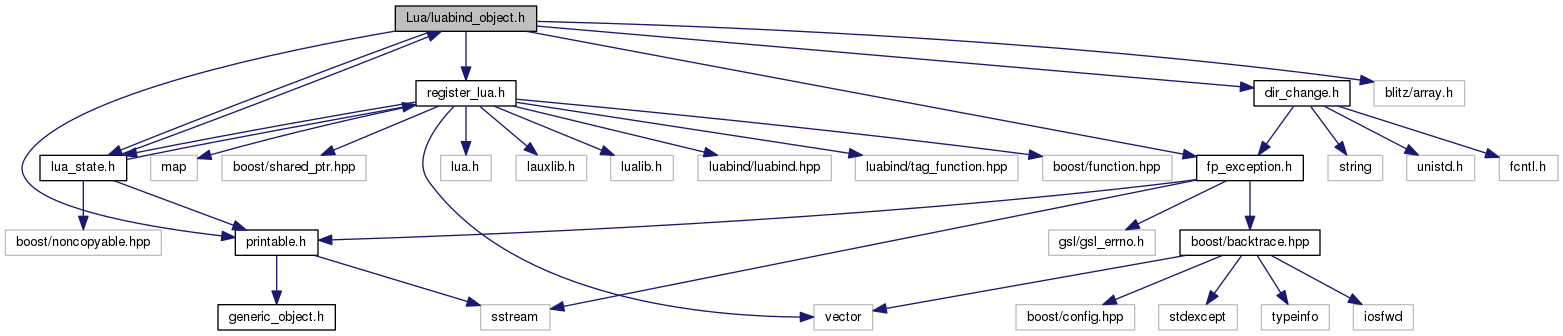 Lua/luabind_object.h
register_lua.h
dir_change.h
blitz/array.h
lua_state.h
map
boost/shared_ptr.hpp
lua.h
lauxlib.h
lualib.h
luabind/luabind.hpp
luabind/tag_function.hpp
boost/function.hpp
fp_exception.h
string
unistd.h
fcntl.h
boost/noncopyable.hpp
printable.h
gsl/gsl_errno.h
boost/backtrace.hpp
generic_object.h
sstream
vector
boost/config.hpp
stdexcept
typeinfo
iosfwd